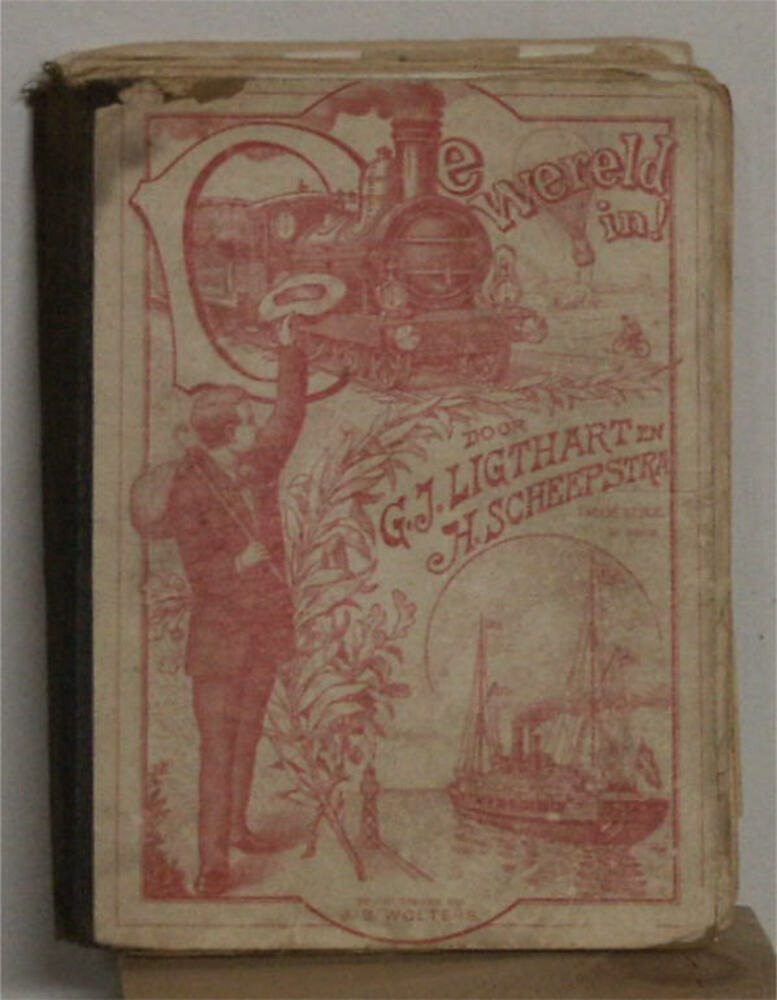 De
wereld
in!
DOOR
G.J. LIGTHART EN
H. SCHEEPSTRA
J.B. WOLTERS